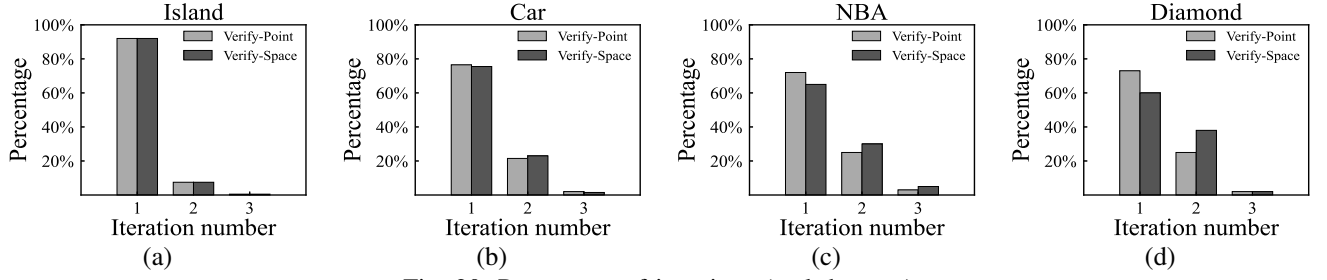 Island
Verify-Point
Verify-Space
100%
80%
60%
40%
20%
Percentage
1 2 3
Iteration number
(a)
Car
Verify-Point
Verify-Space
100%
80%
60%
40%
20%
Percentage
1 2 3
Iteration number
(b)
NBA
Verify-Point
Verify-Space
100%
80%
60%
40%
20%
Percentage
1 2 3
Iteration number
(c)
Diamond
Verify-Point
Verify-Space
100%
80%
60%
40%
20%
Percentage
1 2 3
Iteration number
(d)